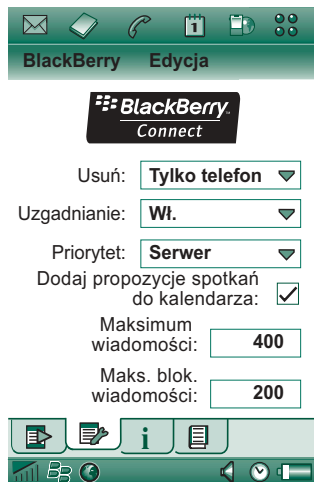 1
BlackBerry Edycja
BlackBerry
Connect
Usuń: Tylko telefon
Uzgadnianie: Wł.
Priorytet: Serwer
Dodaj propozycje spotkań
do kalendarza:
Maksimum
wiadomości: 400
Maks. blok.
wiadomości: 200
i